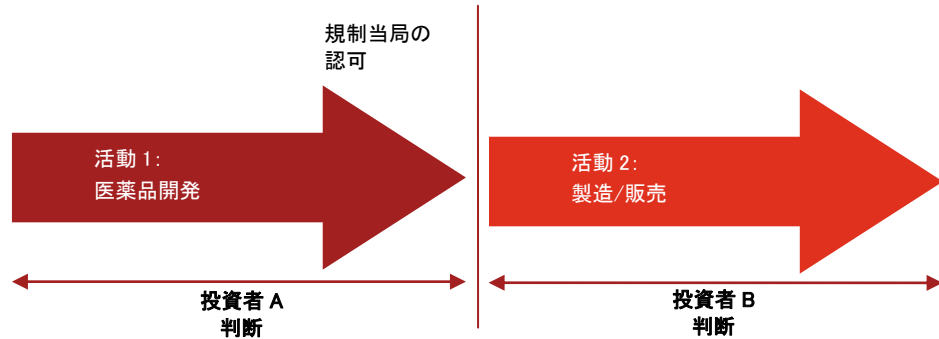 規制当局の
認可
活動 1:
医薬品開発
活動 2:
製造/販売
投資者 A
判断
投資者 B
判断